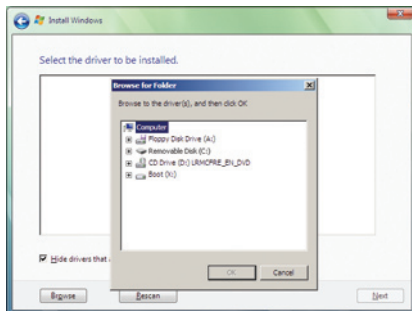 Install Windows
Select the driver to be installed.
Browse for Folder
Browse to the driver(s), and then click OK
Computer
Floppy Disk Drive (A:)
Removable Disk (C:)
CD Drive (D:) LRMCFRE_EN_DVD
Boot (X:)
Hide drivers that
OK
Cancel
Browse
Rescan
Next